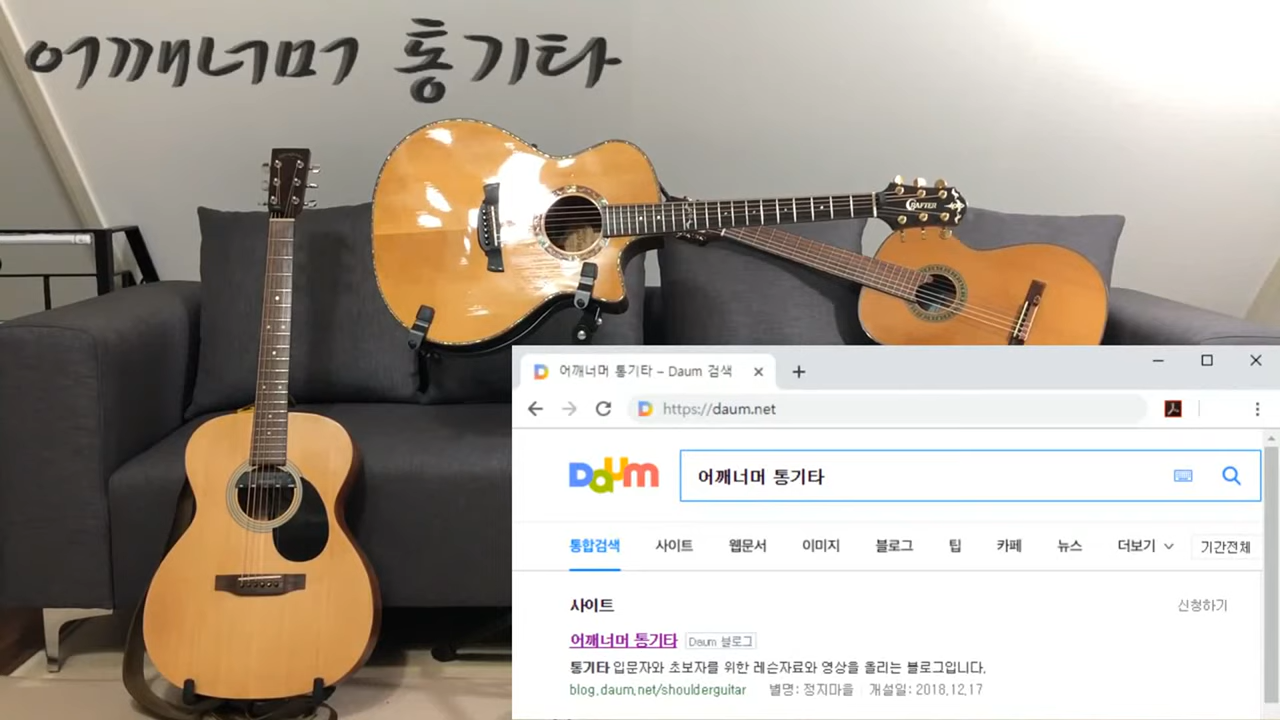 어깨너머 통기타
CRAFTER
어깨너머 통기타 – Daum 검색
https://daum.net
Daum
어깨너머 통기타
통합검색 사이트 웹문서 이미지 블로그 팁 카페 뉴스 더보기 기간전체
사이트 신청하기
어깨너머 통기타 Daum 블로그
통기타 입문자와 초보자를 위한 레슨자료와 영상을 올리는 블로그입니다.
blog.daum.net/shoulderguitar 별명: 정지마을 개설일: 2018.12.17